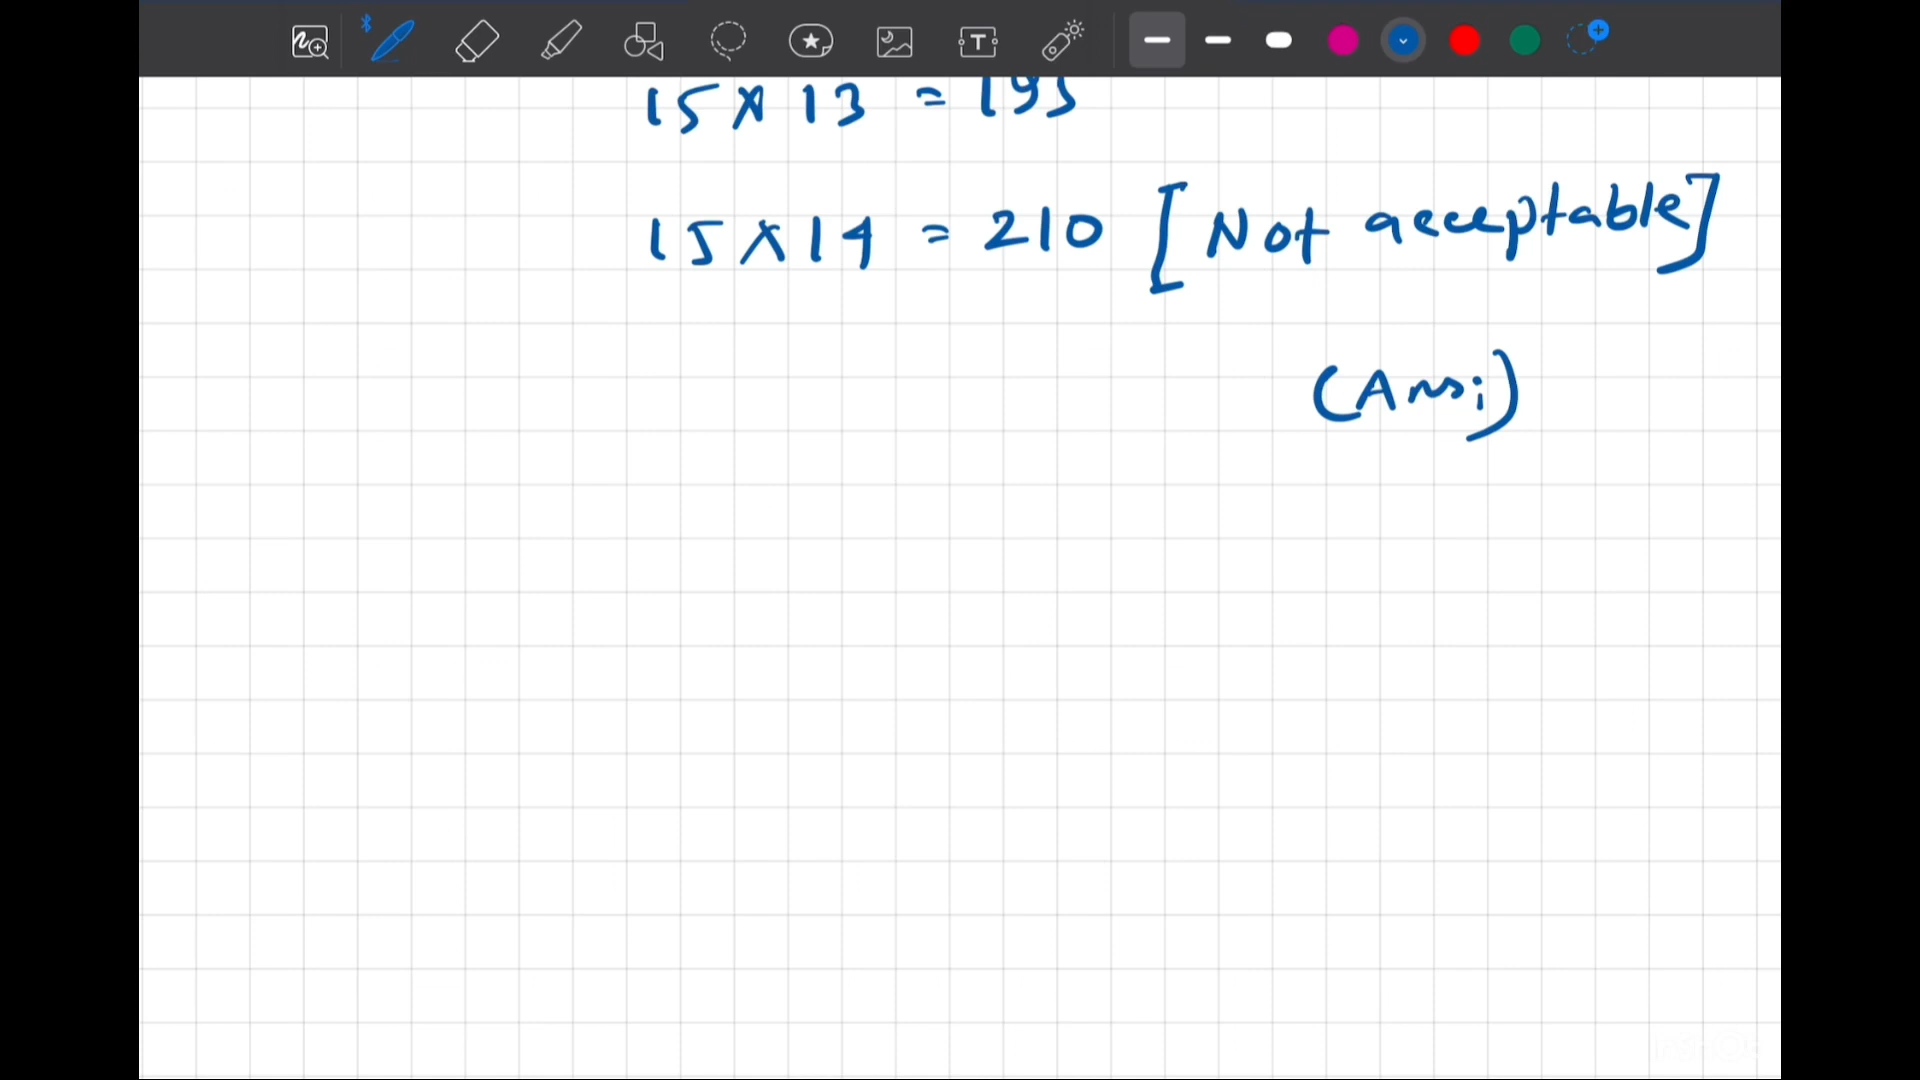 15 × 13 = 195
15 × 14 = 210 [Not acceptable]
(Ans:)